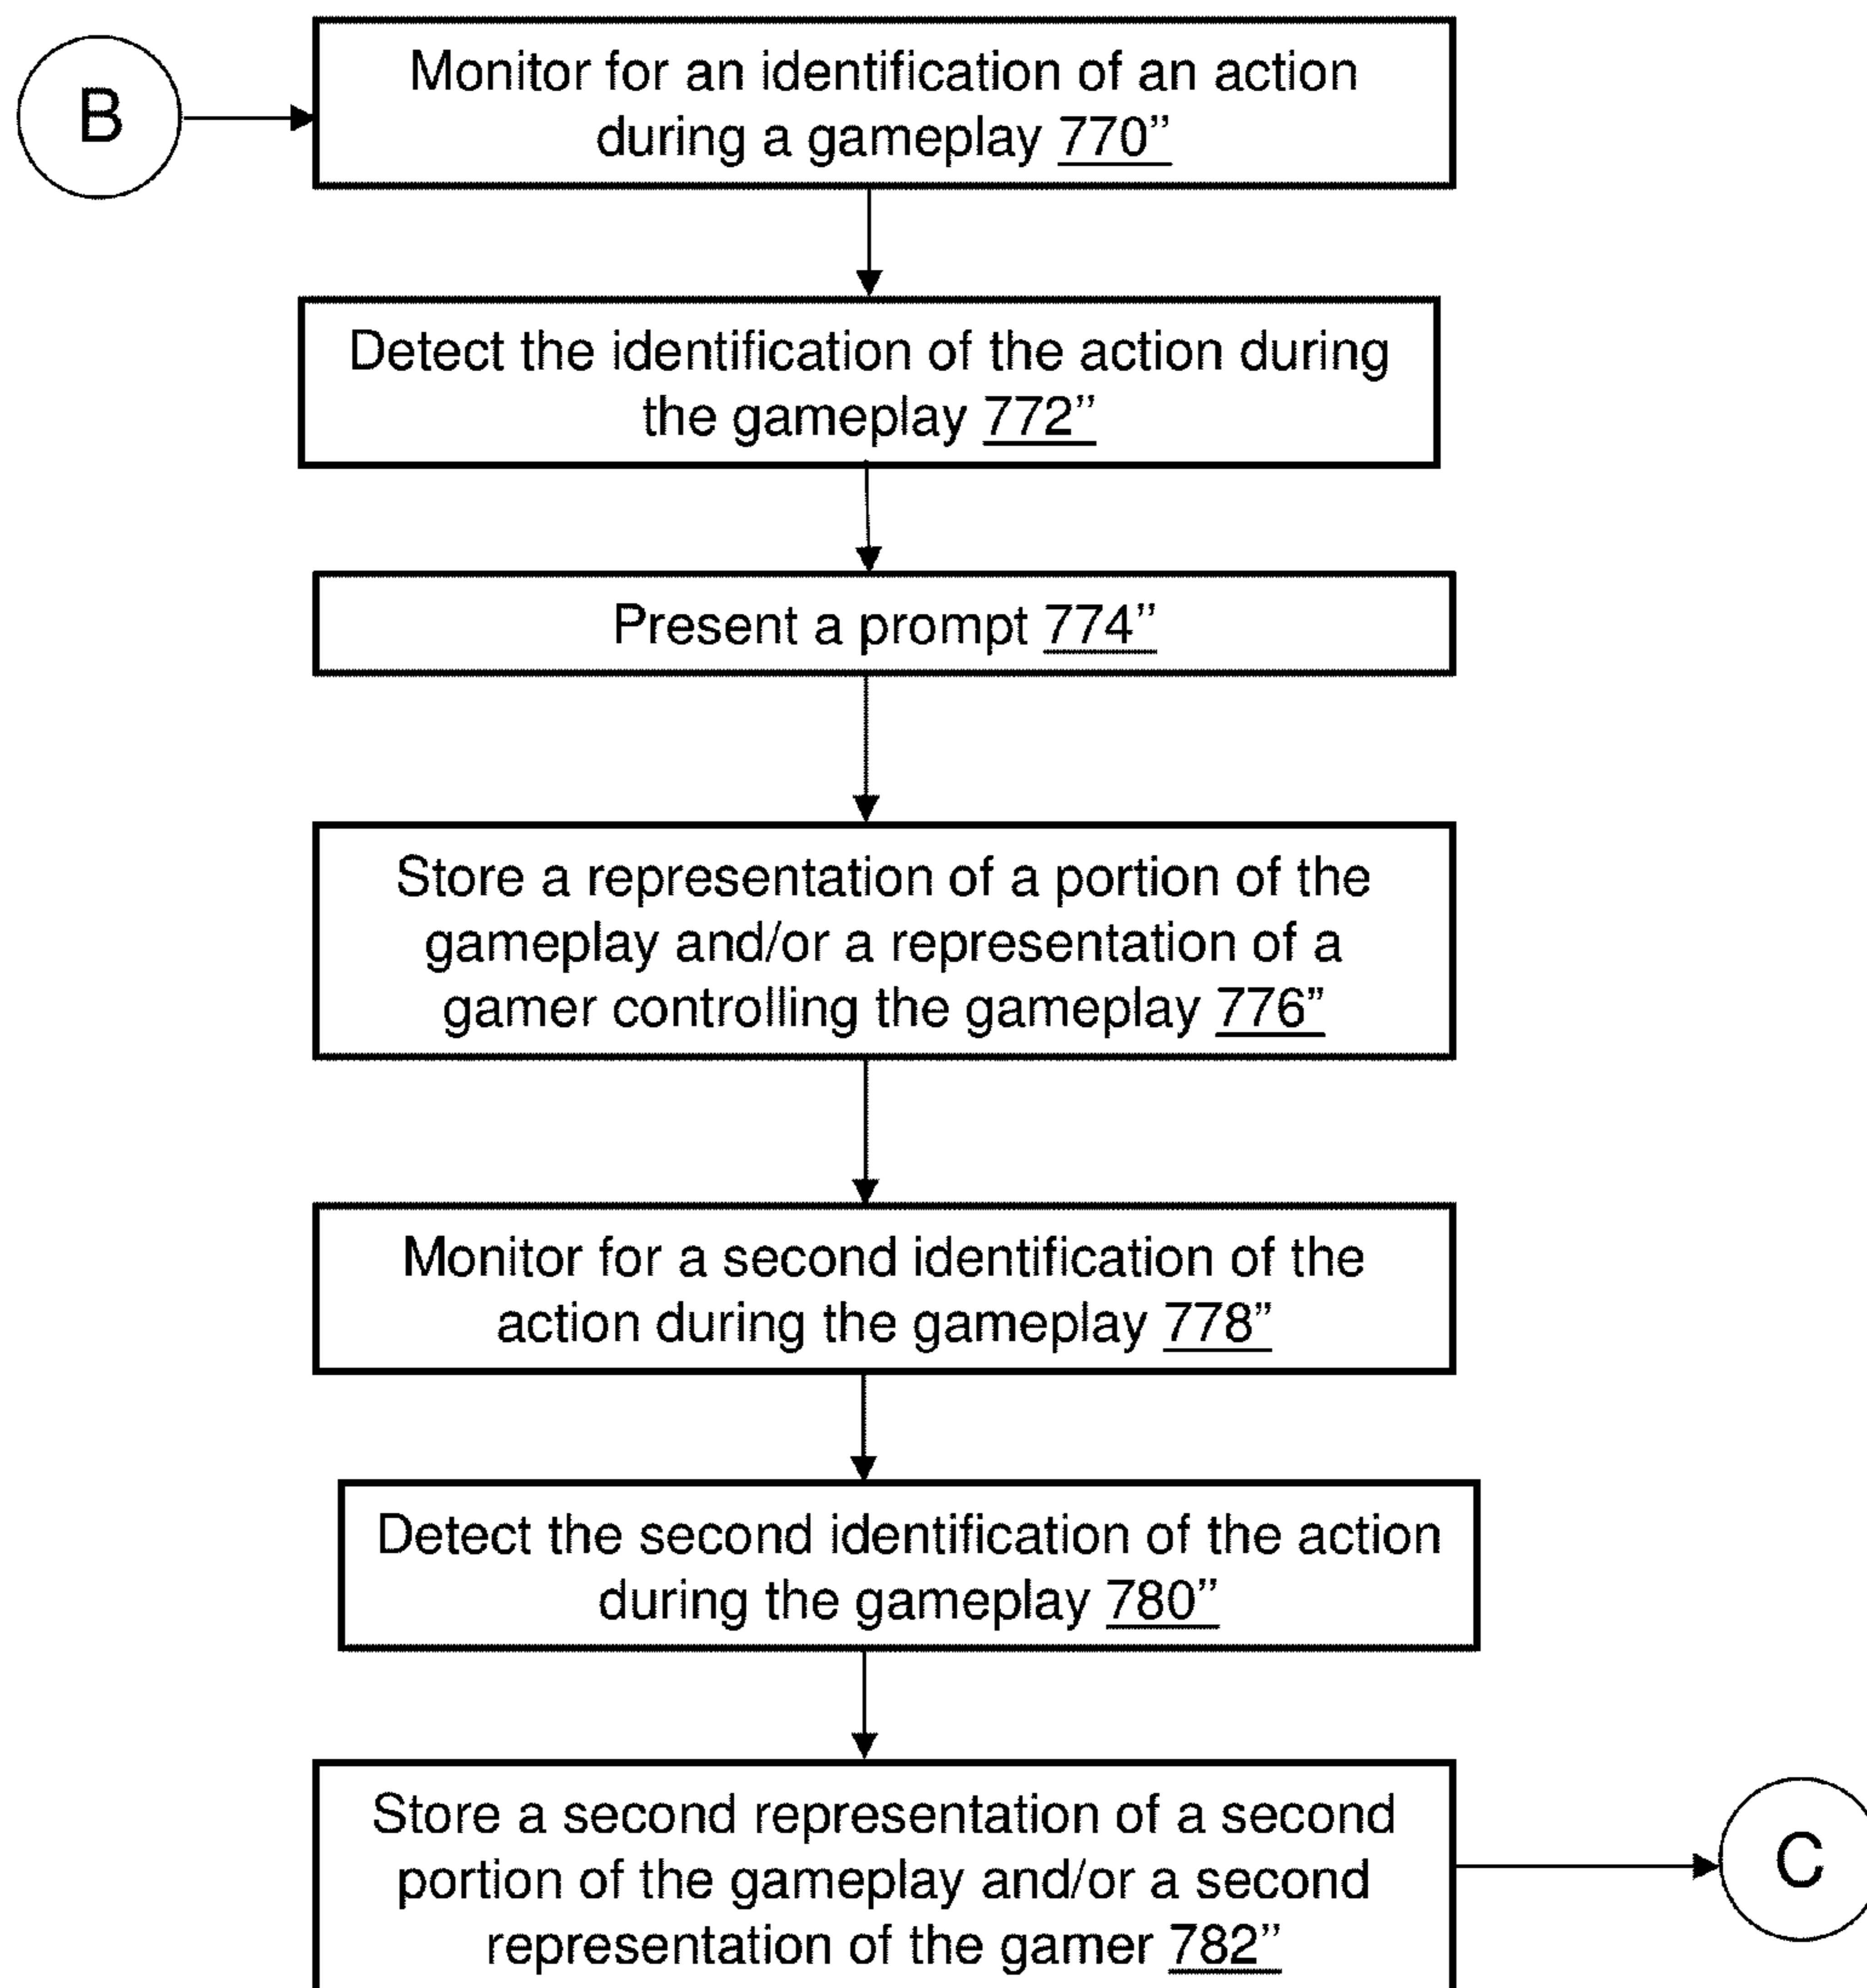 B
Monitor for an identification of an action
during a gameplay 770”
Detect the identification of the action during
the gameplay 772”
Present a prompt 774”
Store a representation of a portion of the
gameplay and/or a representation of a
gamer controlling the gameplay 776”
Monitor for a second identification of the
action during the gameplay 778”
Detect the second identification of the action
during the gameplay 780”
Store a second representation of a second
portion of the gameplay and/or a second
representation of the gamer 782”
C